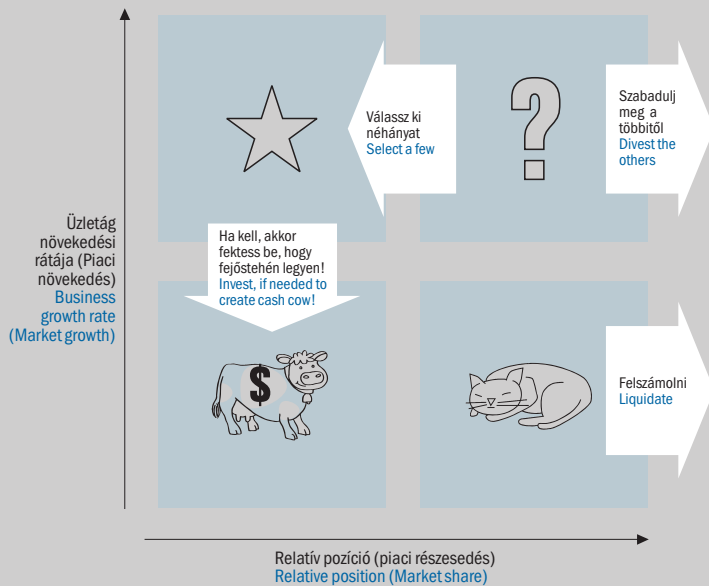 Válassz ki
néhányat
Select a few
?
Szabadulj
meg a
többitől
Divest the
others
Üzletág
növekedési
rátája (Piaci
növekedés)
Business
growth rate
(Market growth)
Ha kell, akkor
fektess be, hogy
fejőstehén legyen!
Invest, if needed to
create cash cow!
$
Felszámolni
Liquidate
Relatív pozíció (piaci részesedés)
Relative position (Market share)